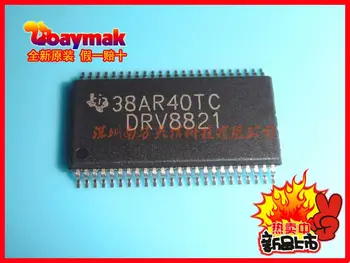 Ubaymak
全新原装 假一赔十
38AR40TC
DRV8821
热卖中
新品上市